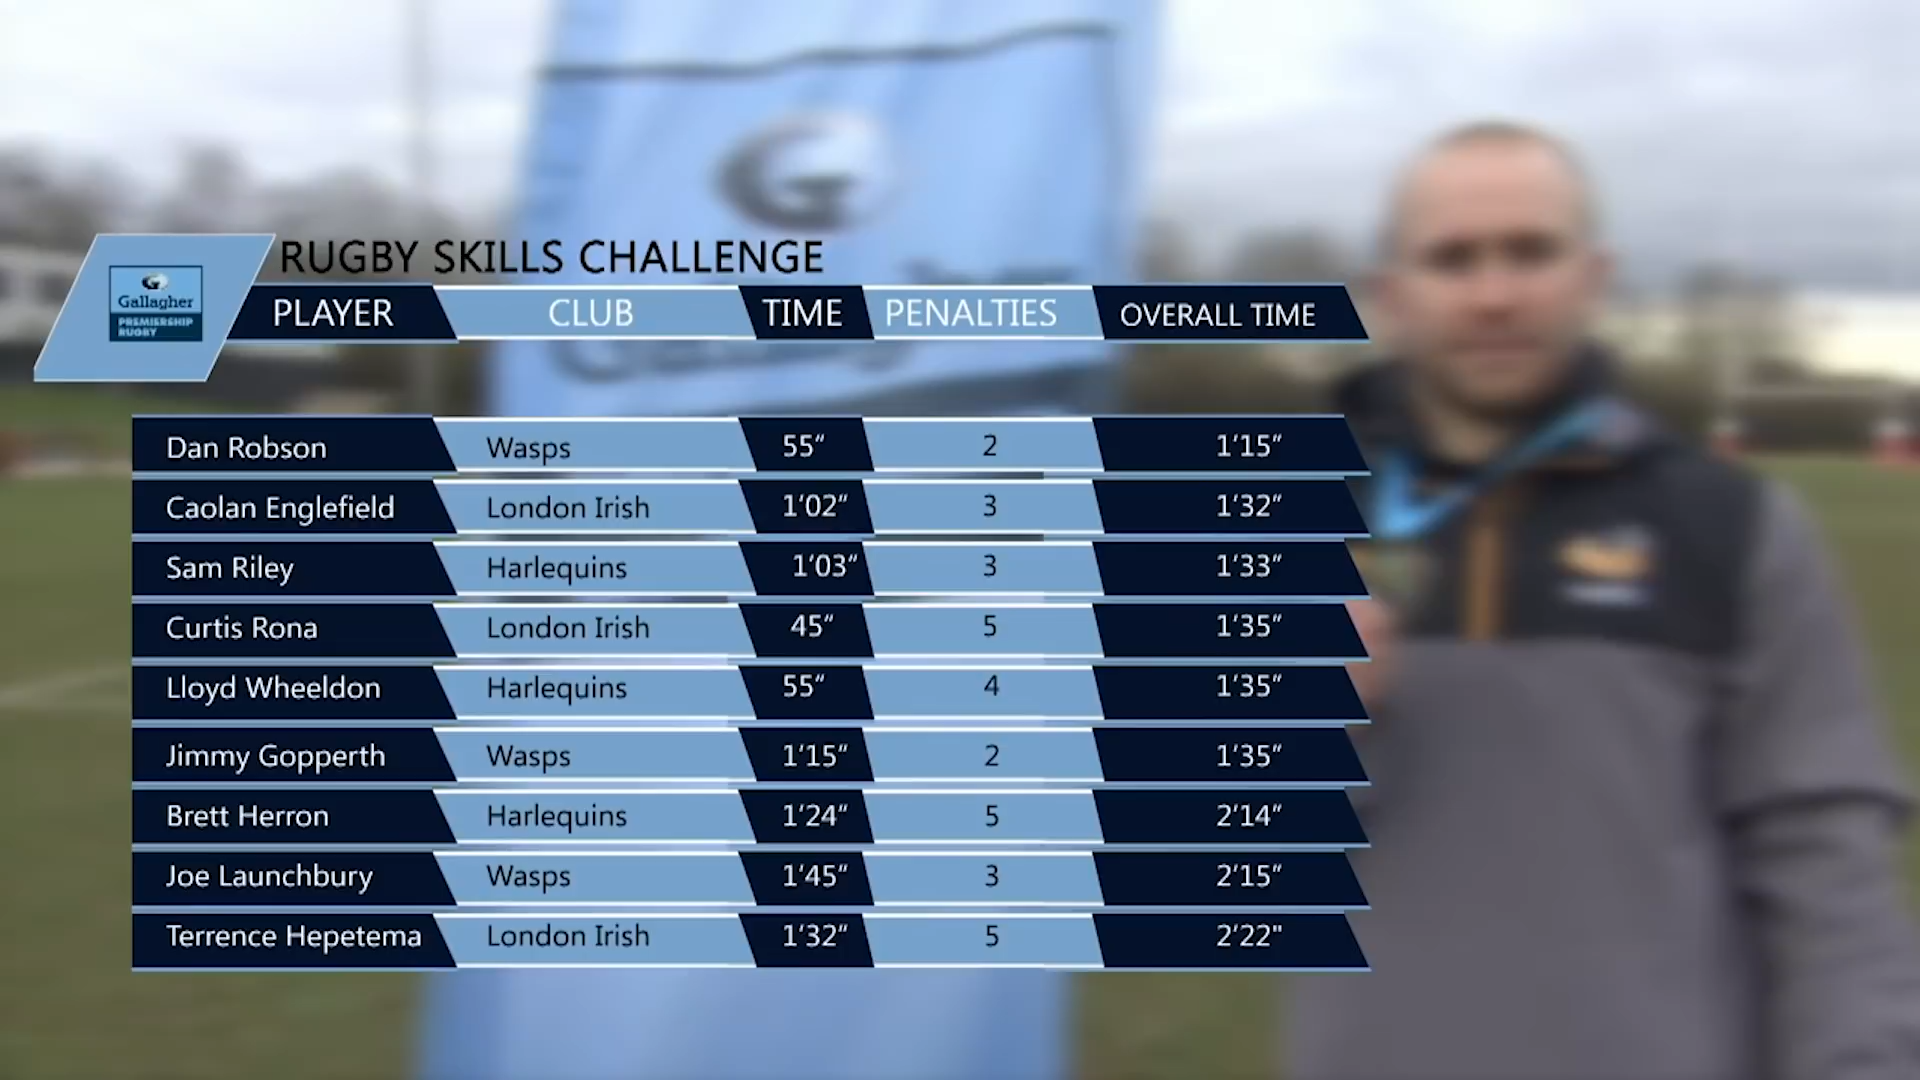 RUGBY SKILLS CHALLENGE
Gallagher
PREMIERSHIP
RUGBY
PLAYER CLUB TIME PENALTIES OVERALL TIME
Dan Robson Wasps 55“ 2 1‘15“
Caolan Englefield London Irish 1‘02“ 3 1‘32“
Sam Riley Harlequins 1‘03“ 3 1‘33“
Curtis Rona London Irish 45“ 5 1‘35“
Lloyd Wheeldon Harlequins 55“ 4 1‘35“
Jimmy Gopperth Wasps 1‘15“ 2 1‘35“
Brett Herron Harlequins 1‘24“ 5 2‘14“
Joe Launchbury Wasps 1‘45“ 3 2‘15“
Terrence Hepetema London Irish 1‘32“ 5 2‘22"